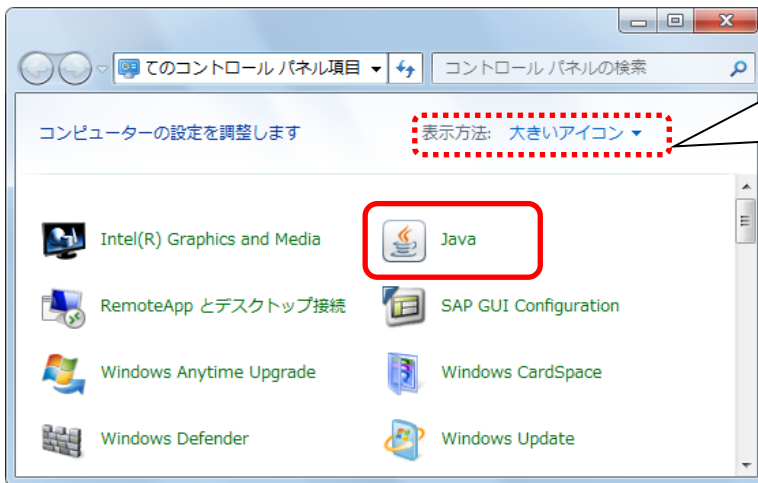 てのコントロール パネル項目
コントロール パネルの検索
コンピューターの設定を調整します
表示方法: 大きいアイコン
Intel(R) Graphics and Media
Java
RemoteApp とデスクトップ接続
SAP GUI Configuration
Windows Anytime Upgrade
Windows CardSpace
Windows Defender
Windows Update